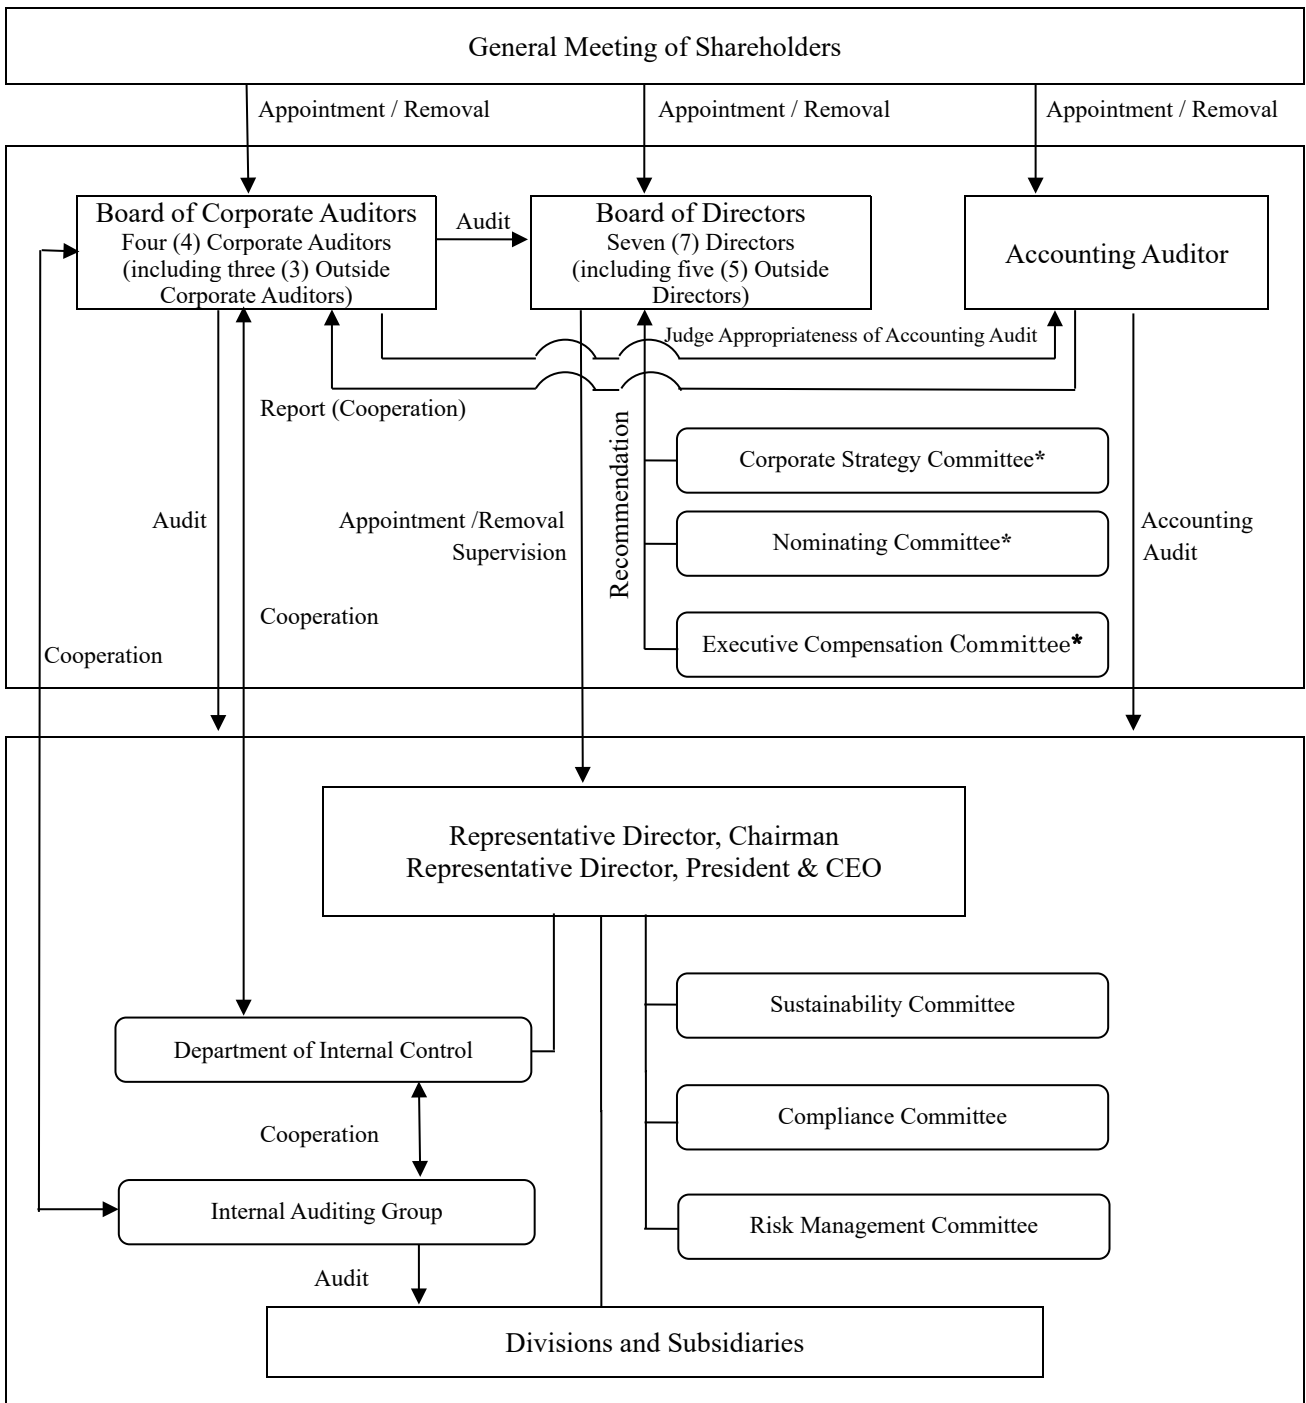 General Meeting of Shareholders
Appointment / Removal
Appointment / Removal
Appointment / Removal
Board of Corporate Auditors
Four (4) Corporate Auditors
(including three (3) Outside
Corporate Auditors)
Audit
Board of Directors
Seven (7) Directors
(including five (5) Outside
Directors)
Accounting Auditor
Judge Appropriateness of Accounting Audit
Report (Cooperation)
Recommendation
Corporate Strategy Committee*
Audit
Appointment /Removal
Supervision
Nominating Committee*
Accounting
Audit
Cooperation
Cooperation
Executive Compensation Committee*
Representative Director, Chairman
Representative Director, President & CEO
Sustainability Committee
Department of Internal Control
Compliance Committee
Cooperation
Internal Auditing Group
Risk Management Committee
Audit
Divisions and Subsidiaries